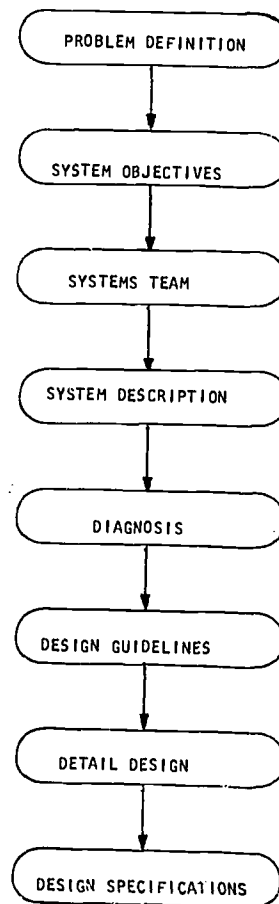 PROBLEM DEFINITION
SYSTEM OBJECTIVES
SYSTEMS TEAM
SYSTEM DESCRIPTION
DIAGNOSIS
DESIGN GUIDELINES
DETAIL DESIGN
DESIGN SPECIFICATIONS